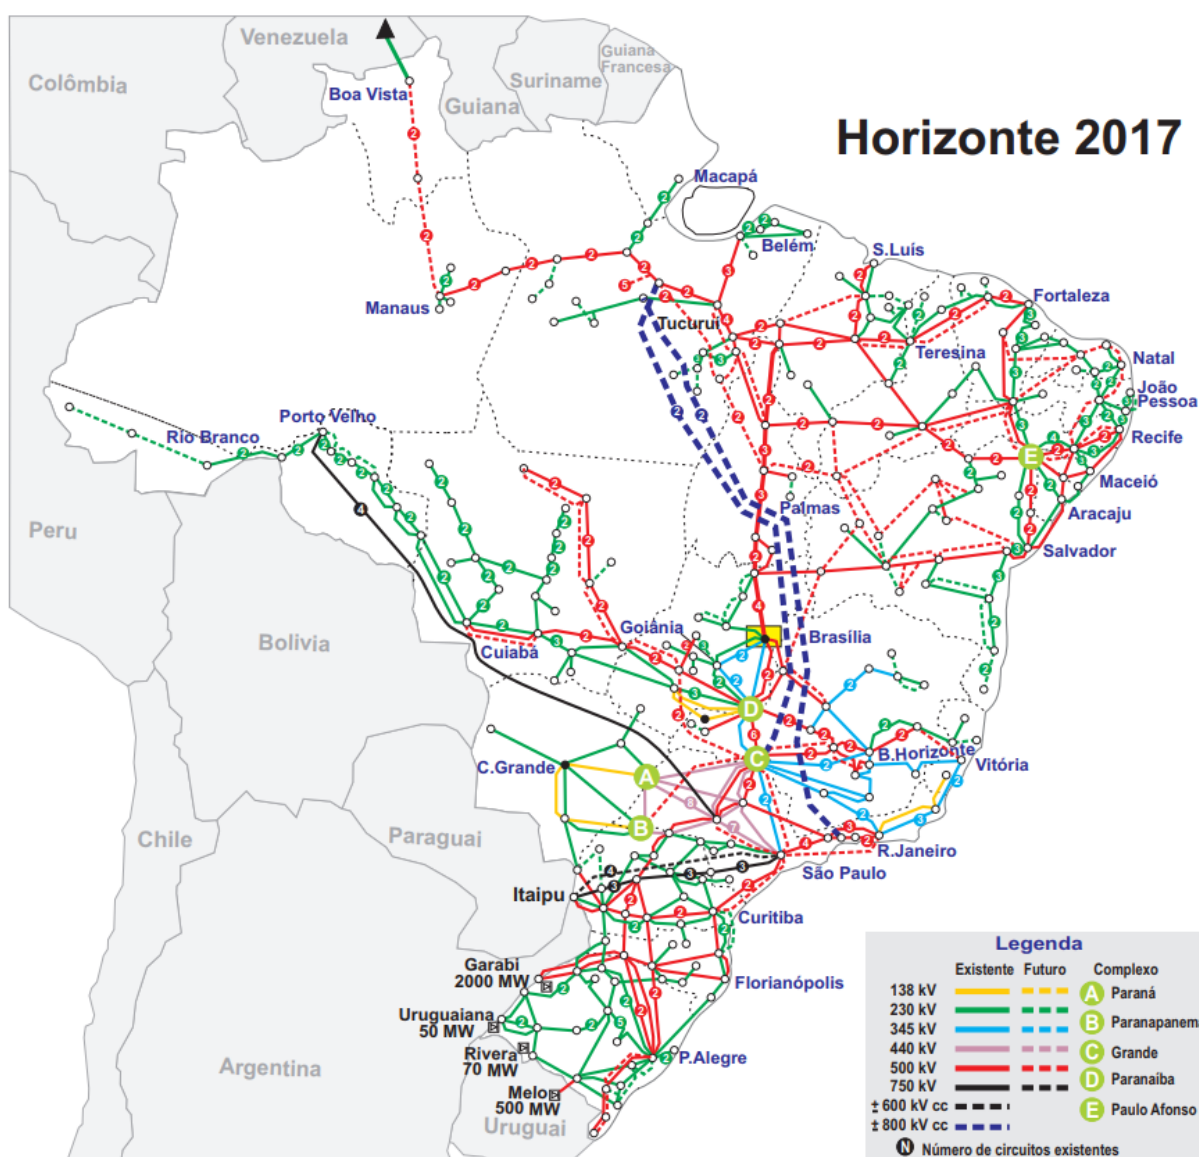 Horizonte 2017
Venezuela
Colômbia
Guiana
Suriname
Guiana
Francesa
Boa Vista
Macapá
Belém
S.Luís
Manaus
Tucuruí
Fortaleza
Teresina
Natal
João
Pessoa
Recife
Rio Branco
Porto Velho
Maceió
Aracaju
Salvador
Palmas
Peru
Bolivia
Cuiabá
Goiânia
Brasília
C.Grande
B.Horizonte
Vitória
R.Janeiro
São Paulo
Chile
Paraguai
Itaipu
Curitiba
Garabi
2000 MW
Florianópolis
Uruguaiana
50 MW
Rivera
70 MW
P.Alegre
Melo
500 MW
Argentina
Uruguai
A
B
C
D
E
Legenda
Existente Futuro Complexo
138 kV A Paraná
230 kV
345 kV B Paranapanema
440 kV C Grande
500 kV D Paranaiba
750 kV
± 600 kV cc E Paulo Afonso
± 800 kV cc
N Número de circuitos existentes